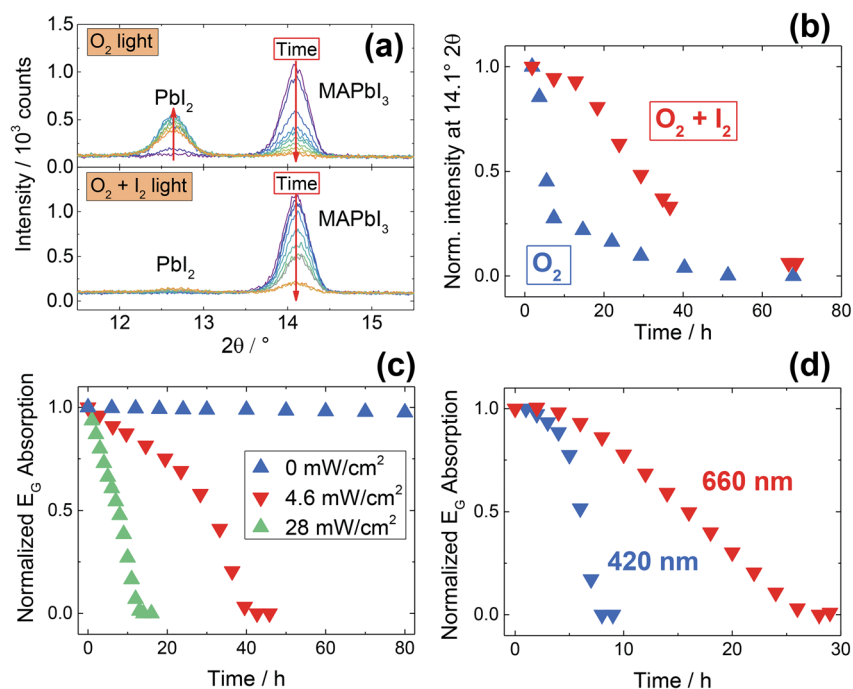 (a)
O₂ light
Time
PbI₂
MAPbI₃
1.5
1.0
0.5
0.0
O₂ + I₂ light
Time
PbI₂
MAPbI₃
1.0
0.5
0.0
Intensity / 10³ counts
12 13 14 15
2θ / °
(b)
O₂ + I₂
O₂
1.0
0.5
0.0
Norm. intensity at 14.1° 2θ
0 20 40 60 80
Time / h
(c)
0 mW/cm²
4.6 mW/cm²
28 mW/cm²
1.0
0.5
0.0
Normalized E_G Absorption
0 20 40 60 80
Time / h
(d)
660 nm
420 nm
1.0
0.5
0.0
Normalized E_G Absorption
0 10 20 30
Time / h